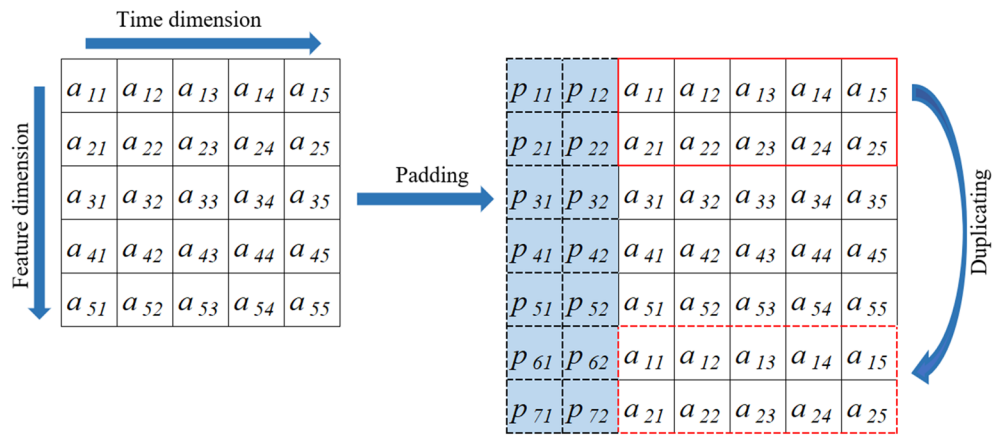 Time dimension
Feature dimension
a 11 a 12 a 13 a 14 a 15
a 21 a 22 a 23 a 24 a 25
a 31 a 32 a 33 a 34 a 35
a 41 a 42 a 43 a 44 a 45
a 51 a 52 a 53 a 54 a 55
Padding
p 11 p 12 a 11 a 12 a 13 a 14 a 15
p 21 p 22 a 21 a 22 a 23 a 24 a 25
p 31 p 32 a 31 a 32 a 33 a 34 a 35
p 41 p 42 a 41 a 42 a 43 a 44 a 45
p 51 p 52 a 51 a 52 a 53 a 54 a 55
p 61 p 62 a 11 a 12 a 13 a 14 a 15
p 71 p 72 a 21 a 22 a 23 a 24 a 25
Duplicating